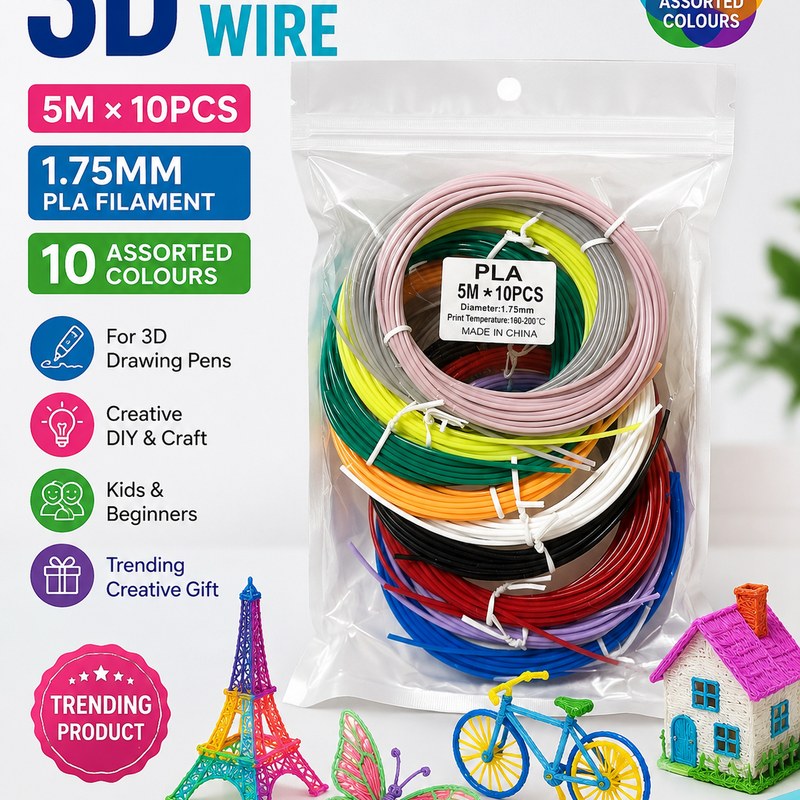 3D WIRE
ASSORTED
COLOURS
5M × 10PCS
1.75MM
PLA FILAMENT
10 ASSORTED
COLOURS
For 3D
Drawing Pens
Creative
DIY & Craft
Kids &
Beginners
Trending
Creative Gift
TRENDING
PRODUCT
PLA
5M * 10PCS
Diameter:1.75mm
Print Temperature:160-200°C
MADE IN CHINA